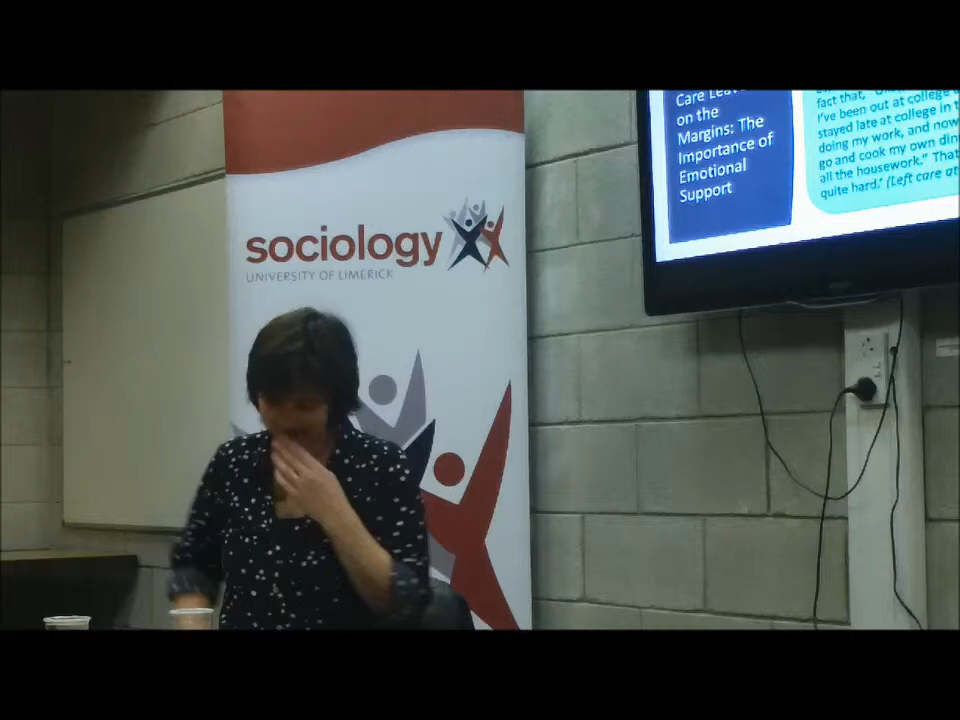 sociology
UNIVERSITY OF LIMERICK
Care
on the
Margins: The
Importance of
Emotional
Support
fact that,
I've been out at college
stayed late at college in
doing my work, and now
go and cook my own
all the housework." That
quite hard.' (Left care at